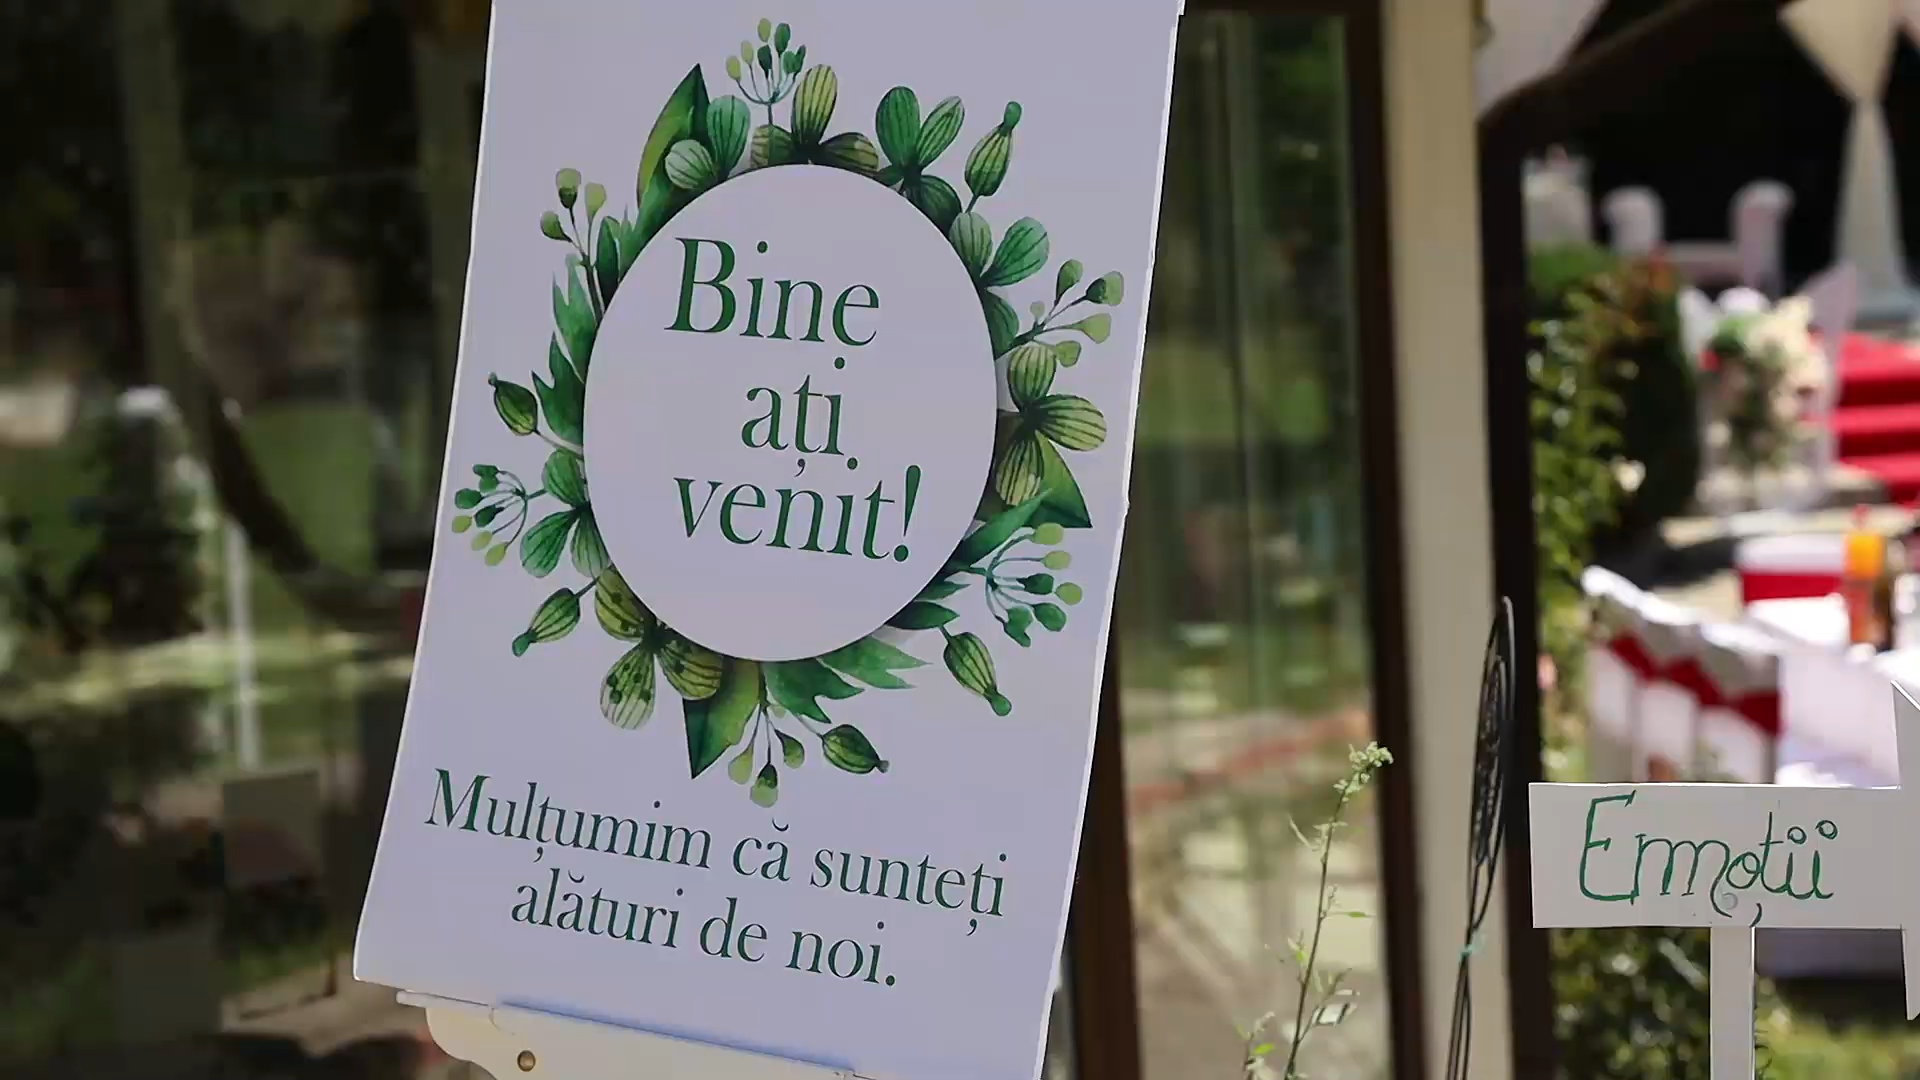 Bine
ați
venit!
Mulțumim că sunteți
alături de noi.
Emoții